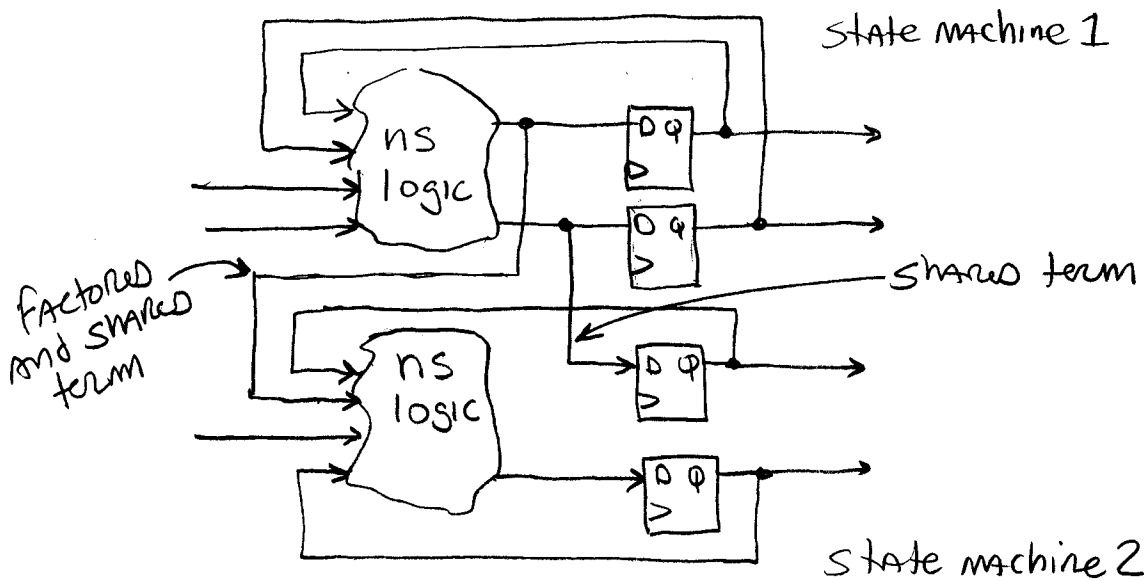 State Machine 1
ns
logic
D Q
D Q
Factored
and shared
term
shared term
ns
logic
D Q
D Q
State Machine 2